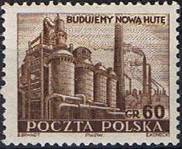 BUDUJEMY NOWĄ HUTĘ
GR 60
POCZTA POLSKA